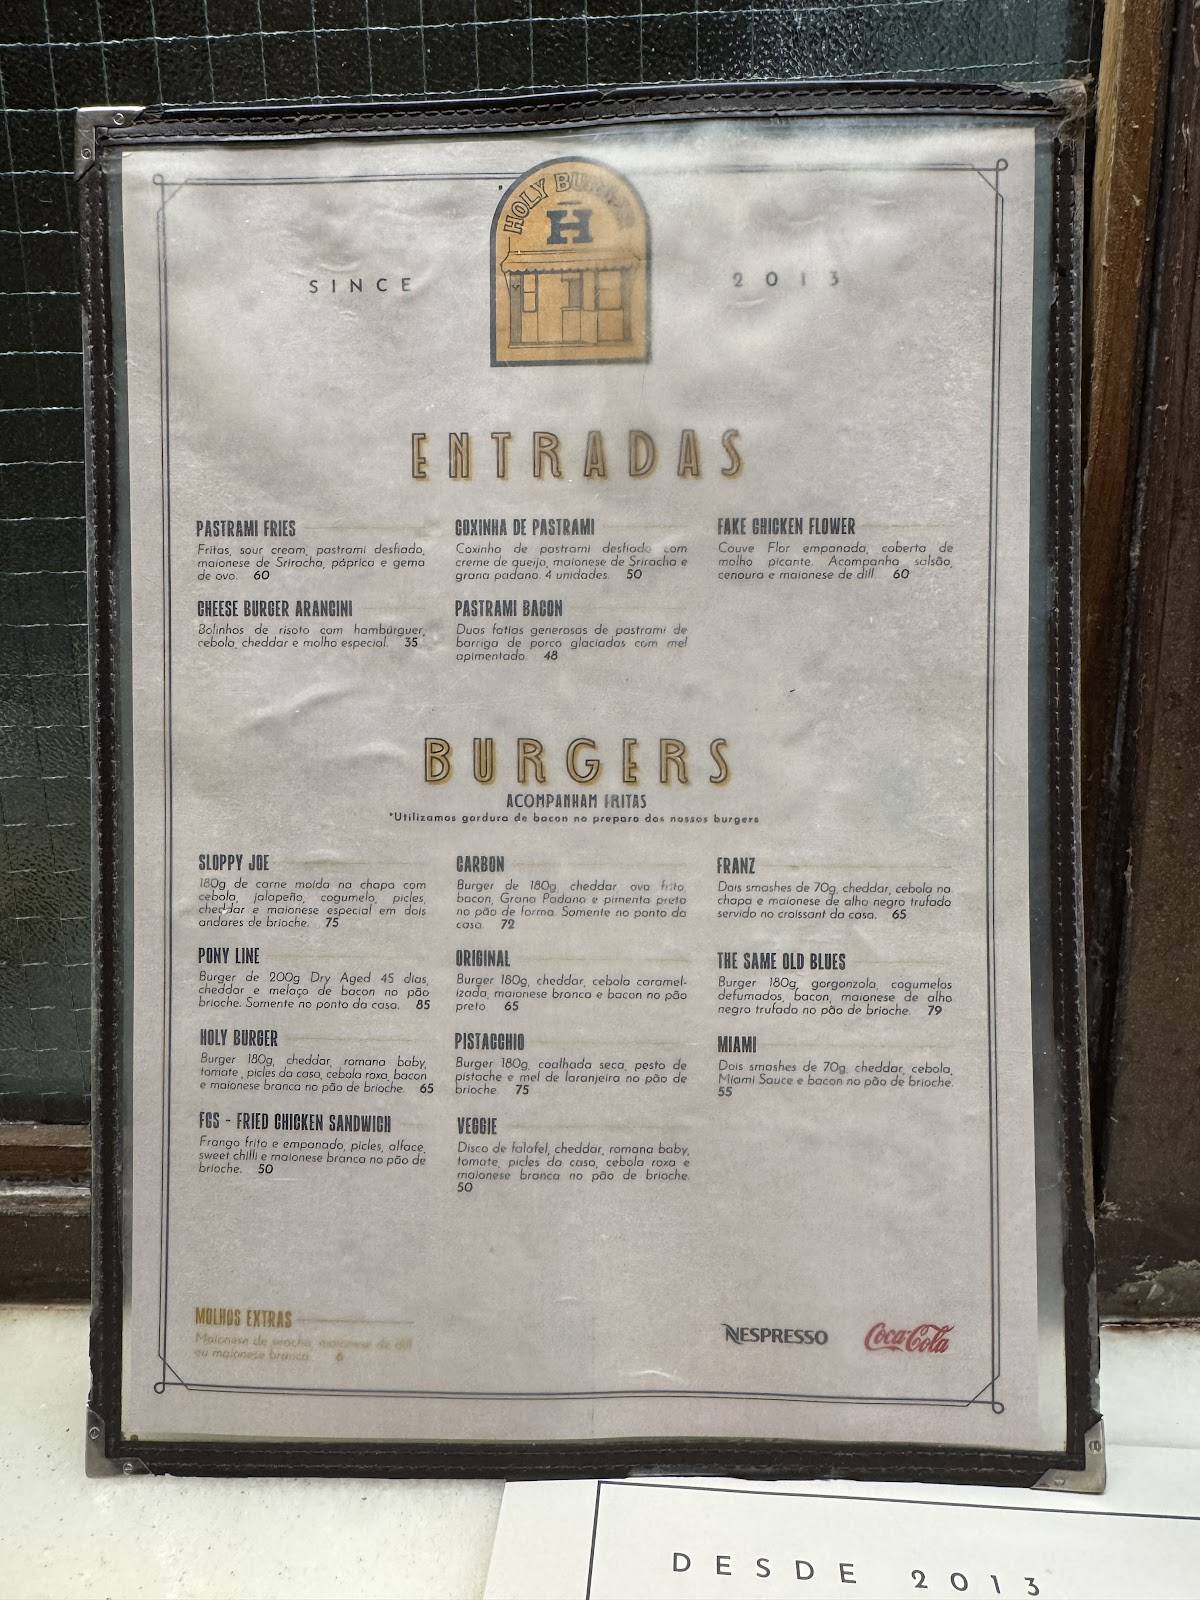 HOLY BURGER
H
SINCE 2013
ENTRADAS
PASTRAMI FRIES
Fritas, sour cream, pastrami desfiado,
maionese de Sriracha, páprica e gema
de ovo. 60
COXINHA DE PASTRAMI
Coxinha de pastrami desfiado com
creme de queijo, maionese de Sriracha e
grana padano. 4 unidades. 50
FAKE CHICKEN FLOWER
Couve Flor empanada, coberta de
molho picante. Acompanha salsão,
cenoura e maionese de dill 60
CHEESE BURGER ARANCINI
Bolinhos de risoto com hambúrguer,
cebola, cheddar e molho especial. 35
PASTRAMI BACON
Duas fatias generosas de pastrami de
barriga de porco glaciadas com mel
apimentado. 48
BURGERS
ACOMPANHAM FRITAS
*Utilizamos gordura de bacon no preparo dos nossos burgers
SLOPPY JOE
180g de carne moída na chapa com
cebola, jalapeño, cogumelo, picles,
cheddar e maionese especial em dois
andares de brioche. 75
CARBON
Burger de 180g, cheddar ovo frito,
bacon, Grana Padano e pimenta preta
no pão de forma. Somente no ponto da
casa. 72
FRANZ
Dois smashes de 70g, cheddar, cebola na
chapa e maionese de alho negro trufado
servido no croissant da casa. 65
PONY LINE
Burger de 200g Dry Aged 45 dias,
cheddar e melaço de bacon no pão
brioche. Somente no ponto da casa. 85
ORIGINAL
Burger 180g, cheddar, cebola caramel-
izada, maionese branca e bacon no pão
preto. 65
THE SAME OLD BLUES
Burger 180g, gorgonzola, cogumelos
defumados, bacon, maionese de alho
negro trufado no pão de brioche. 79
HOLY BURGER
Burger 180g, cheddar, romana baby,
tomate, picles da casa, cebola roxa, bacon
e maionese branca no pão de brioche. 65
PISTACCHIO
Burger 180g, coalhada seca, pesto de
pistache e mel de laranjeira no pão de
brioche. 75
MIAMI
Dois smashes de 70g, cheddar, cebola,
Miami Sauce e bacon no pão de brioche.
55
FCS - FRIED CHICKEN SANDWICH
Frango frito e empanado, picles, alface,
sweet chilli e maionese branca no pão de
brioche. 50
VEGGIE
Disco de falafel, cheddar, romana baby,
tomate, picles da casa, cebola roxa e
maionese branca no pão de brioche.
50
MOLHOS EXTRAS
Maionese de sriracha, maionese de dill
ou maionese branca. 6
NESPRESSO
Coca-Cola
DESDE 2013